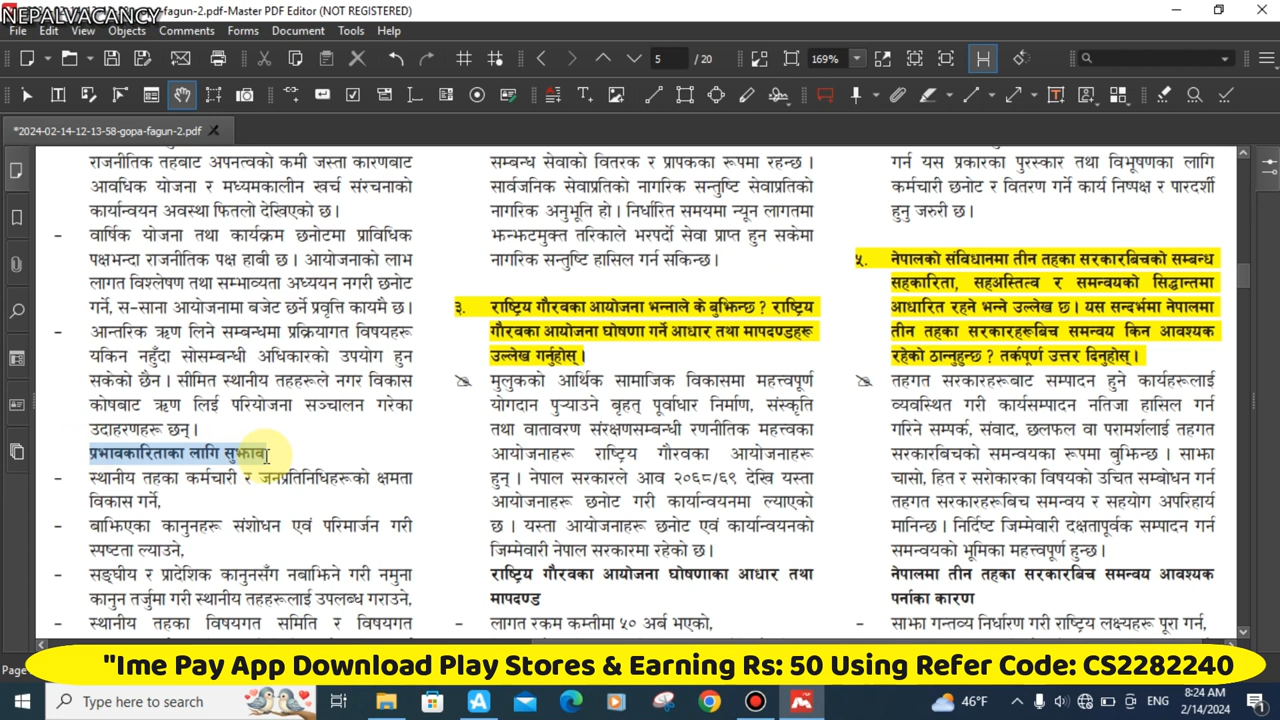 NEPALVACANCY
-fagun-2.pdf-Master PDF Editor (NOT REGISTERED)
File Edit View Objects Comments Forms Document Tools Help
5 / 20 169%
*2024-02-14-12-13-58-gopa-fagun-2.pdf
राजनीतिक तहबाट अपनत्वको कमी जस्ता कारणबाट
आवधिक योजना र मध्यमकालीन खर्च संरचनाको
कार्यान्वयन अवस्था फितलो देखिएको छ।
- वार्षिक योजना तथा कार्यक्रम छनोटमा प्राविधिक
पक्षभन्दा राजनीतिक पक्ष हाबी छ । आयोजनाको लाभ
लागत विश्लेषण तथा सम्भाव्यता अध्ययन नगरी छनोट
गर्ने, स-साना आयोजनामा बजेट छर्ने प्रवृत्ति कायमै छ।
- आन्तरिक ऋण लिने सम्बन्धमा प्रक्रियागत विषयहरू
यकिन नहुँदा सोसम्बन्धी अधिकारको उपयोग हुन
सकेको छैन । सीमित स्थानीय तहहरूले नगर विकास
कोषबाट ऋण लिई परियोजना सञ्चालन गरेका
उदाहरणहरू छन्।
प्रभावकारिताका लागि सुझाव
- स्थानीय तहका कर्मचारी र जनप्रतिनिधिहरूको क्षमता
विकास गर्ने,
- बाझिएका कानुनहरू संशोधन एवं परिमार्जन गरी
स्पष्टता ल्याउने,
- सङ्घीय र प्रादेशिक कानुनसँग नबाझिने गरी नमुना
कानुन तर्जुमा गरी स्थानीय तहहरूलाई उपलब्ध गराउने,
- स्थानीय तहका विषयगत समिति र विषयगत
सम्बन्ध सेवाको वितरक र प्रापकका रूपमा रहन्छ ।
सार्वजनिक सेवाप्रतिको नागरिक सन्तुष्टि सेवाप्रतिको
नागरिक अनुभूति हो । निर्धारित समयमा न्यून लागतमा
झन्झटमुक्त तरिकाले भरपर्दो सेवा प्राप्त हुन सकेमा
नागरिक सन्तुष्टि हासिल गर्न सकिन्छ।
३. राष्ट्रिय गौरवका आयोजना भन्नाले के बुझिन्छ ? राष्ट्रिय
गौरवका आयोजना घोषणा गर्ने आधार तथा मापदण्डहरू
उल्लेख गर्नुहोस्।
मुलुकको आर्थिक सामाजिक विकासमा महत्त्वपूर्ण
योगदान पुऱ्याउने बृहत् पूर्वाधार निर्माण, संस्कृति
तथा वातावरण संरक्षणसम्बन्धी रणनीतिक महत्त्वका
आयोजनाहरू राष्ट्रिय गौरवका आयोजनाहरू
हुन् । नेपाल सरकारले आव २०६८/६९ देखि यस्ता
आयोजनाहरू छनोट गरी कार्यान्वयनमा ल्याएको
छ । यस्ता आयोजनाहरू छनोट एवं कार्यान्वयनको
जिम्मेवारी नेपाल सरकारमा रहेको छ।
राष्ट्रिय गौरवका आयोजना घोषणाका आधार तथा
मापदण्ड
- लागत रकम कम्तीमा ५० अर्ब भएको,
गर्न यस प्रकारका पुरस्कार तथा विभूषणका लागि
कर्मचारी छनोट र वितरण गर्ने कार्य निष्पक्ष र पारदर्शी
हुनु जरुरी छ।
५. नेपालको संविधानमा तीन तहका सरकारबिचको सम्बन्ध
सहकारिता, सहअस्तित्व र समन्वयको सिद्धान्तमा
आधारित रहने भन्ने उल्लेख छ । यस सन्दर्भमा नेपालमा
तीन तहका सरकारहरूबिच समन्वय किन आवश्यक
रहेको ठान्नुहुन्छ ? तर्कपूर्ण उत्तर दिनुहोस्।
तहगत सरकारहरूबाट सम्पादन हुने कार्यहरूलाई
व्यवस्थित गरी कार्यसम्पादन नतिजा हासिल गर्न
गरिने सम्पर्क, संवाद, छलफल वा परामर्शलाई तहगत
सरकारबिचको समन्वयका रूपमा बुझिन्छ । साझा
चासो, हित र सरोकारका विषयको उचित सम्बोधन गर्न
तहगत सरकारहरूबिच समन्वय र सहयोग अपरिहार्य
मानिन्छ । निर्दिष्ट जिम्मेवारी दक्षतापूर्वक सम्पादन गर्न
समन्वयको भूमिका महत्त्वपूर्ण हुन्छ।
नेपालमा तीन तहका सरकारबिच समन्वय आवश्यक
पर्नाका कारण
- साझा गन्तव्य निर्धारण गरी राष्ट्रिय लक्ष्यहरू पूरा गर्न,
"Ime Pay App Download Play Stores & Earning Rs: 50 Using Refer Code: CS2282240
Type here to search
46°F
ENG
8:24 AM
2/14/2024